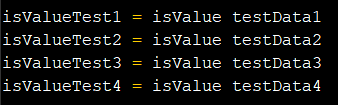 isValueTest1 = isValue testData1
isValueTest2 = isValue testData2
isValueTest3 = isValue testData3
isValueTest4 = isValue testData4